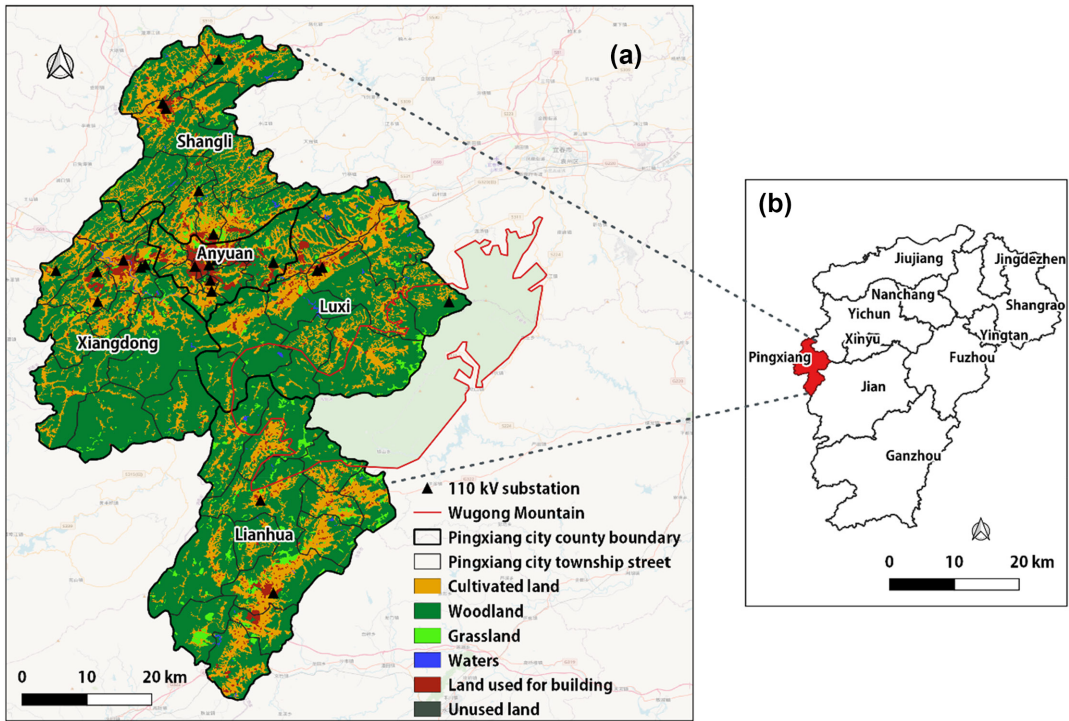 (a)
Shangli
Anyuan
Luxi
Xiangdong
Lianhua
110 kV substation
Wugong Mountain
Pingxiang city county boundary
Pingxiang city township street
Cultivated land
Woodland
Grassland
Waters
Land used for building
Unused land
0 10 20 km
(b)
Jiujiang
Jingdezhen
Nanchang
Shangrao
Yichun
Xinyu
Yingtan
Pingxiang
Fuzhou
Jian
Ganzhou
0 10 20 km